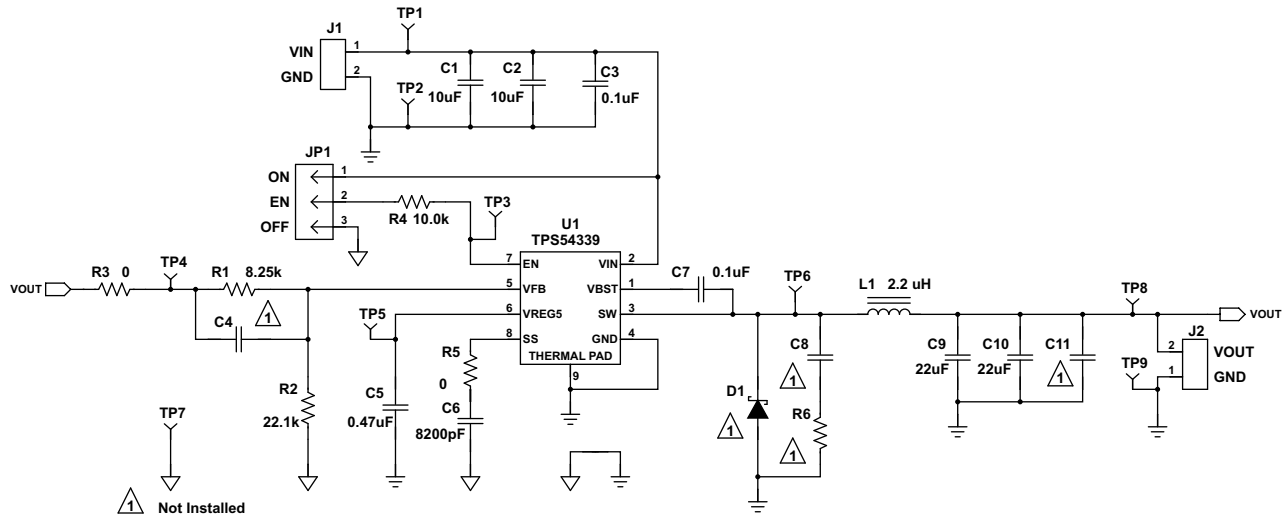 TP1
J1
VIN
1
GND
2
TP2
C1
10uF
C2
10uF
C3
0.1uF
JP1
ON
1
EN
2
OFF
3
R4 10.0k
TP3
U1
TPS54339
7
EN
VIN
2
5
VFB
VBST
1
6
VREG5
SW
3
8
SS
GND
4
THERMAL PAD
9
VOUT
R3 0
TP4
R1 8.25k
1
C4
R2
22.1k
TP5
C5
0.47uF
R5
0
C6
8200pF
C7
0.1uF
TP6
L1 2.2 uH
D1
1
C8
1
R6
1
C9
22uF
C10
22uF
C11
1
TP8
VOUT
J2
2
VOUT
1
GND
TP9
TP7
1 Not Installed